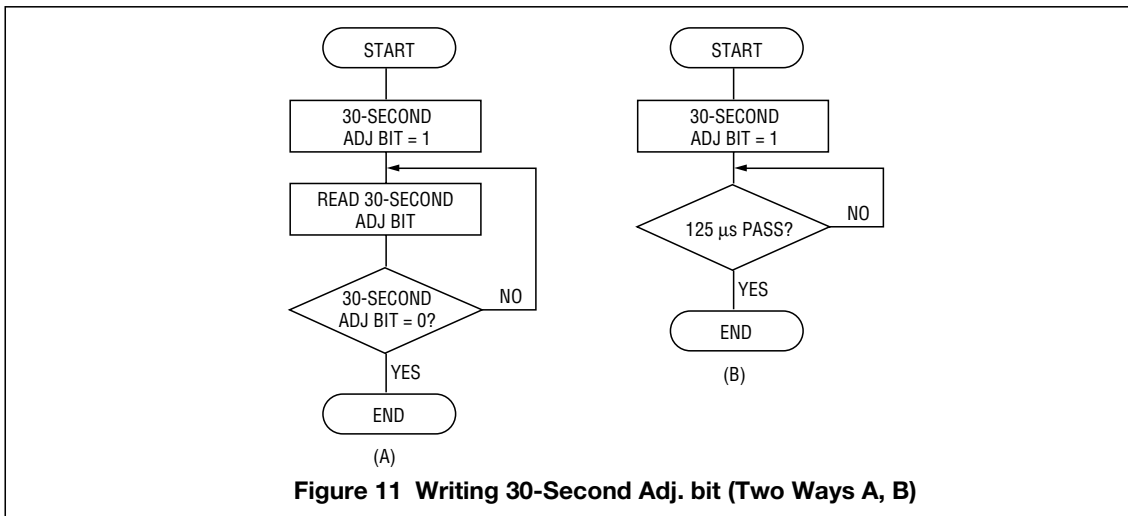 START
30-SECOND
ADJ BIT = 1
READ 30-SECOND
ADJ BIT
30-SECOND
ADJ BIT = 0?
NO
YES
END
(A)
START
30-SECOND
ADJ BIT = 1
125 µs PASS?
NO
YES
END
(B)
Figure 11 Writing 30-Second Adj. bit (Two Ways A, B)